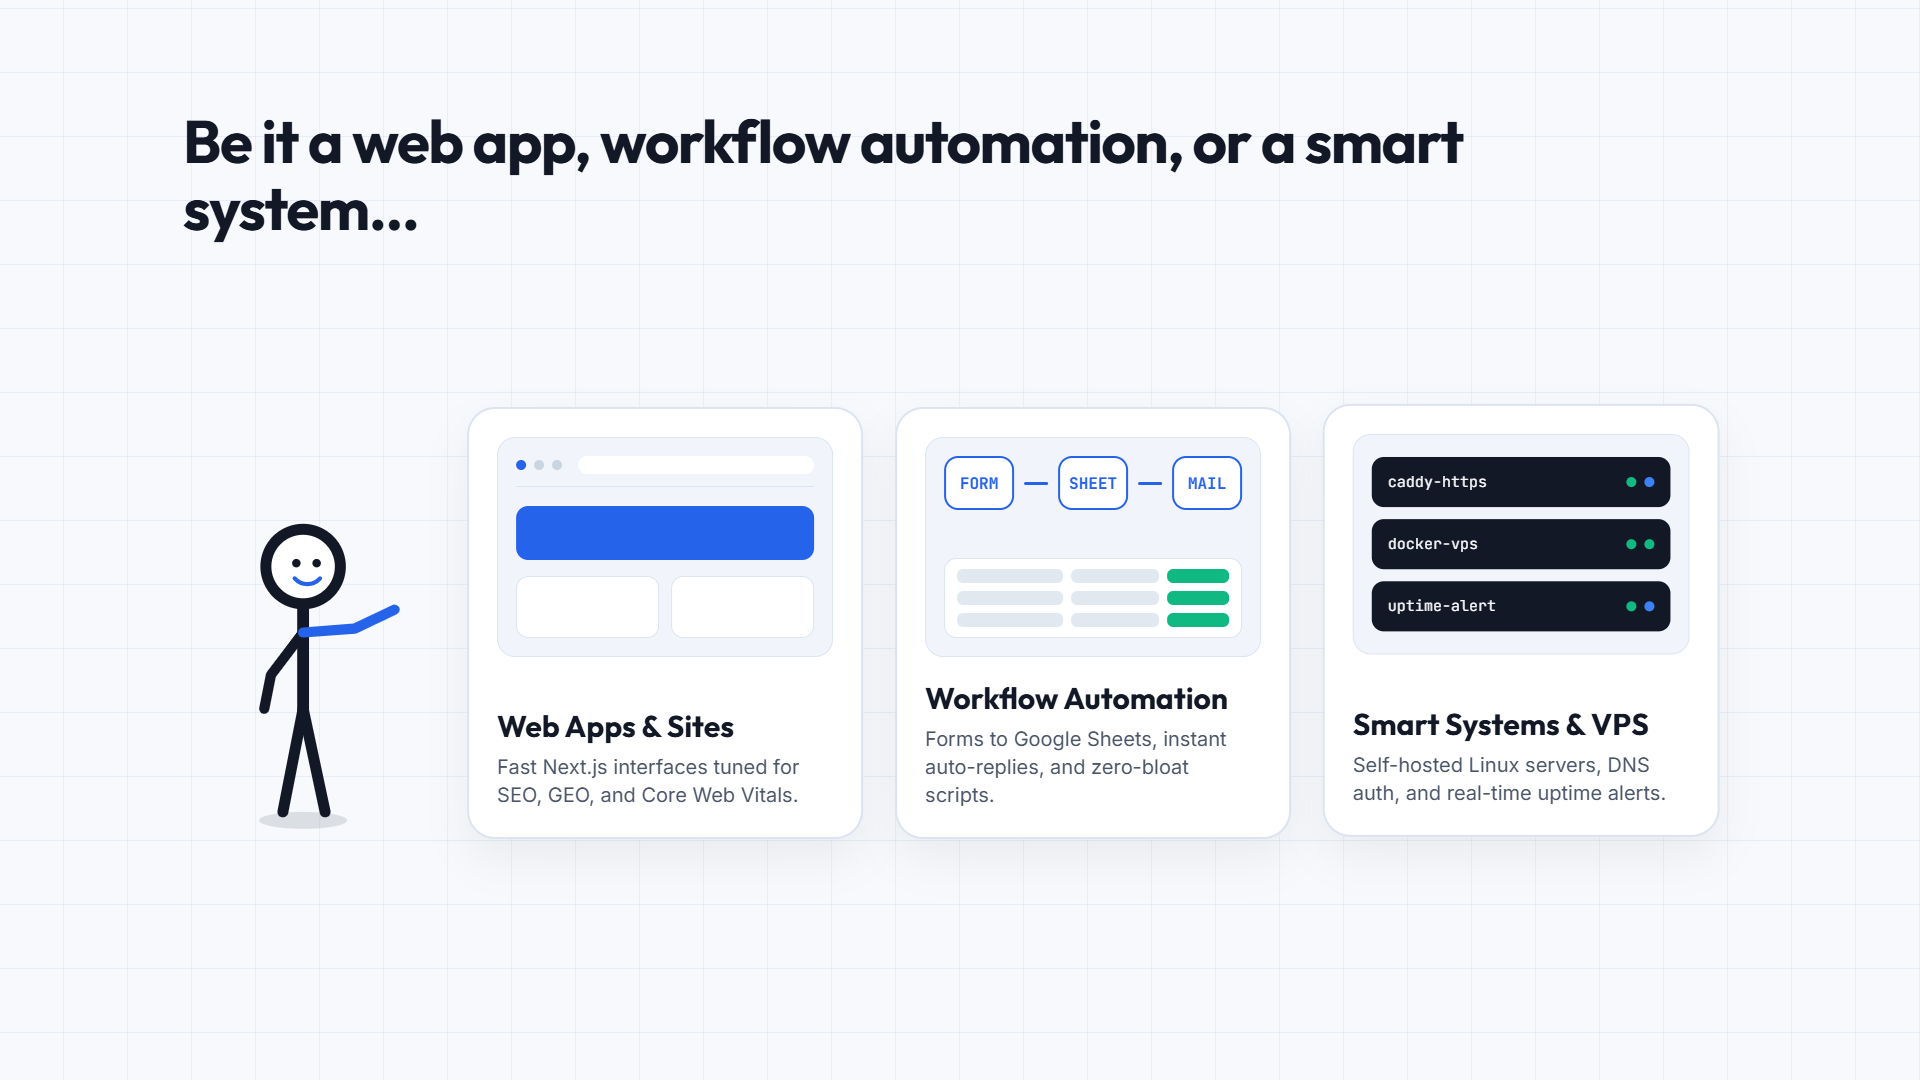 Be it a web app, workflow automation, or a smart
system...
FORM
SHEET
MAIL
Workflow Automation
Forms to Google Sheets, instant
auto-replies, and zero-bloat
scripts.
caddy-https
docker-vps
uptime-alert
Web Apps & Sites
Fast Next.js interfaces tuned for
SEO, GEO, and Core Web Vitals.
Smart Systems & VPS
Self-hosted Linux servers, DNS
auth, and real-time uptime alerts.